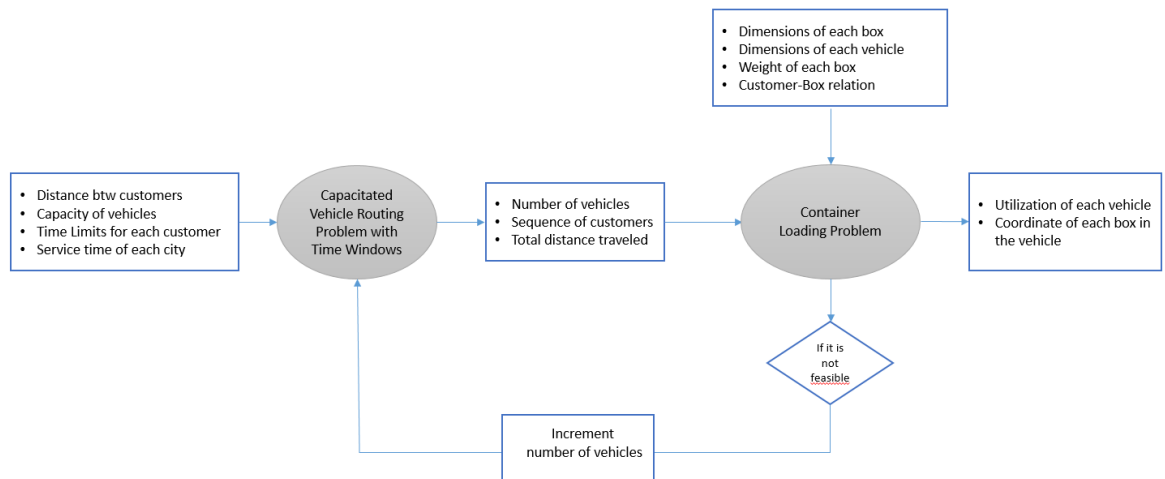 • Dimensions of each box
• Dimensions of each vehicle
• Weight of each box
• Customer-Box relation
• Distance btw customers
• Capacity of vehicles
• Time Limits for each customer
• Service time of each city
Capacitated
Vehicle Routing
Problem with
Time Windows
• Number of vehicles
• Sequence of customers
• Total distance traveled
Container
Loading Problem
• Utilization of each vehicle
• Coordinate of each box in
the vehicle
If it is
not
feasible
Increment
number of vehicles